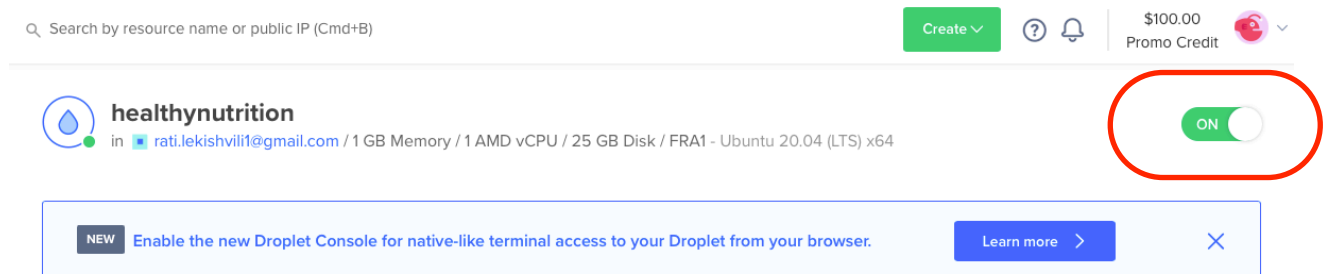 Search by resource name or public IP (Cmd+B)
Create
$100.00
Promo Credit
healthynutrition
in rati.lekishvili1@gmail.com / 1 GB Memory / 1 AMD vCPU / 25 GB Disk / FRA1 - Ubuntu 20.04 (LTS) x64
ON
NEW Enable the new Droplet Console for native-like terminal access to your Droplet from your browser.
Learn more